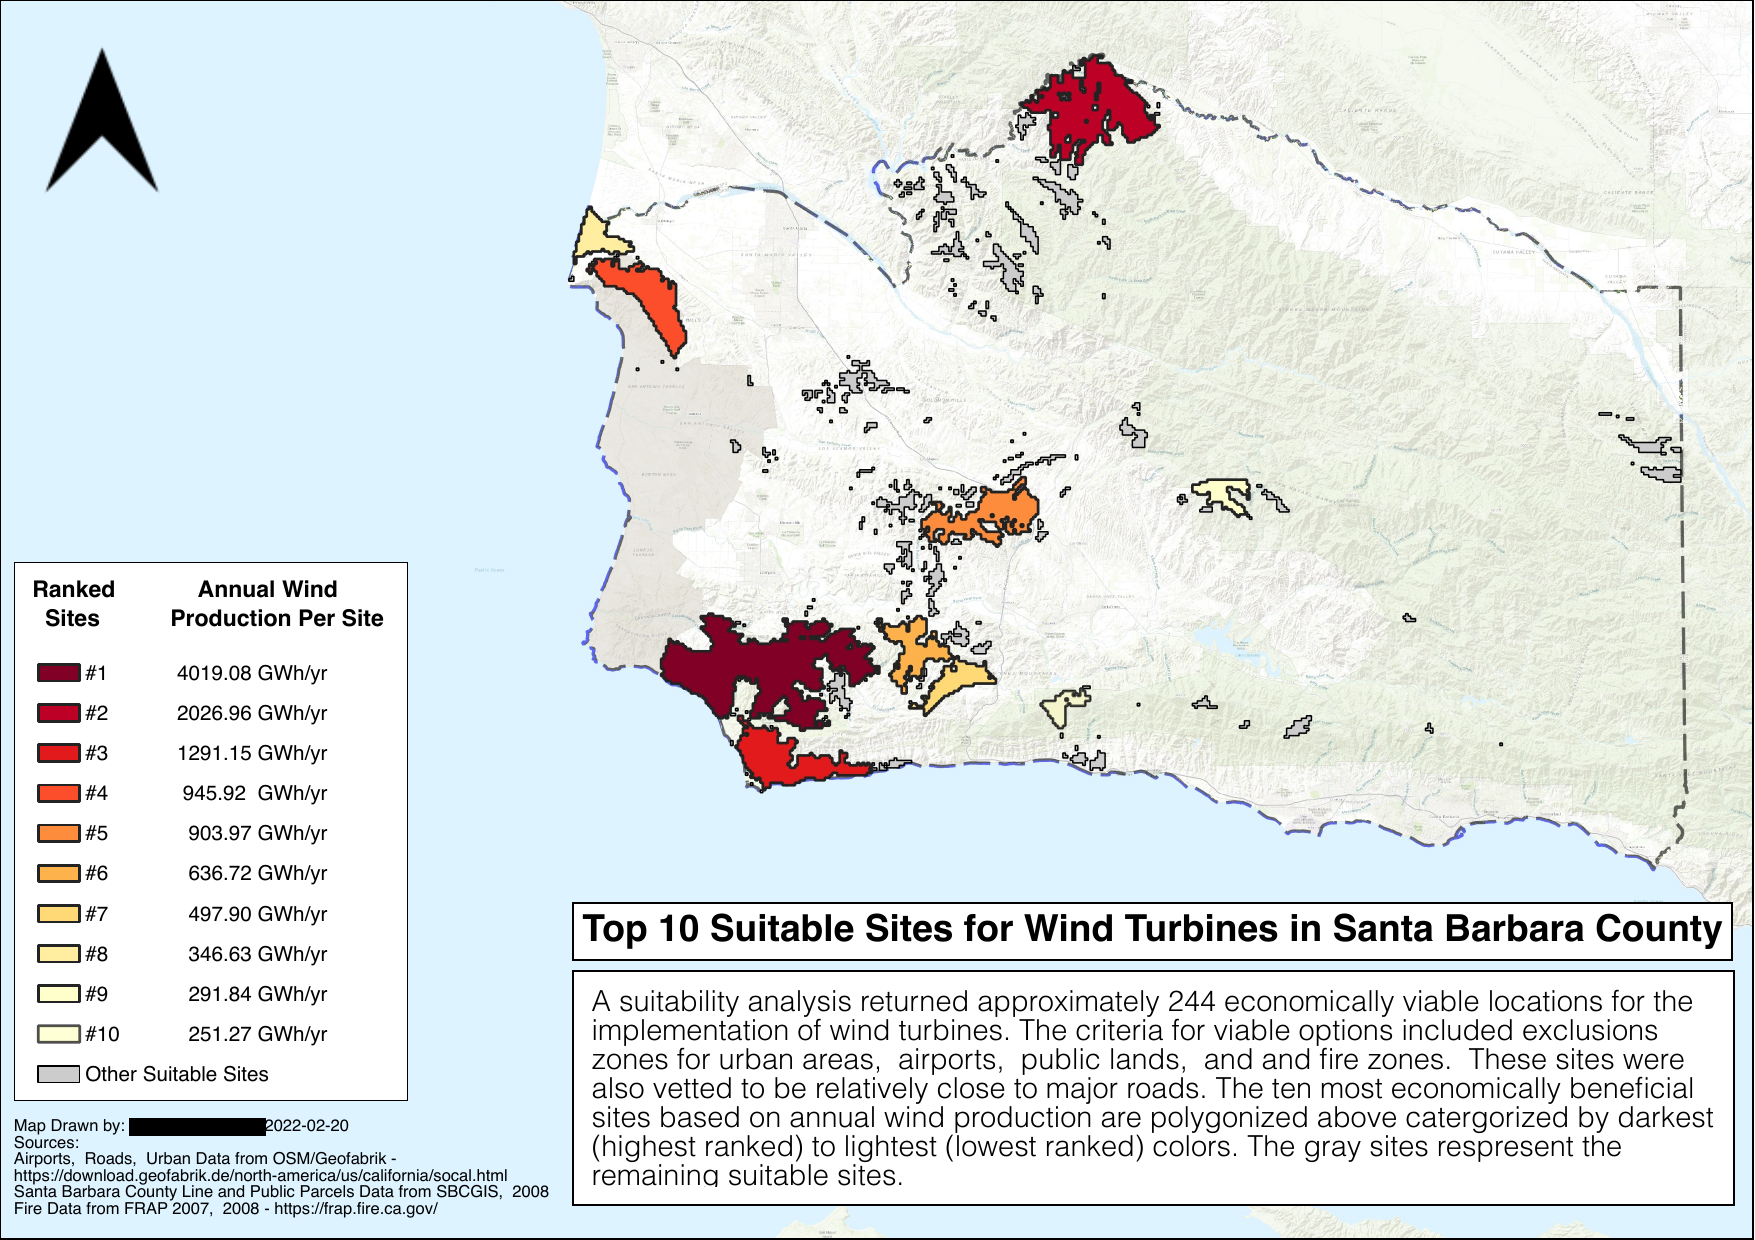 Ranked Sites
Annual Wind Production Per Site
#1 4019.08 GWh/yr
#2 2026.96 GWh/yr
#3 1291.15 GWh/yr
#4 945.92 GWh/yr
#5 903.97 GWh/yr
#6 636.72 GWh/yr
#7 497.90 GWh/yr
#8 346.63 GWh/yr
#9 291.84 GWh/yr
#10 251.27 GWh/yr
Other Suitable Sites
Map Drawn by: 2022-02-20
Sources:
Airports, Roads, Urban Data from OSM/Geofabrik -
https://download.geofabrik.de/north-america/us/california/socal.html
Santa Barbara County Line and Public Parcels Data from SBCGIS, 2008
Fire Data from FRAP 2007, 2008 - https://frap.fire.ca.gov/
Top 10 Suitable Sites for Wind Turbines in Santa Barbara County
A suitability analysis returned approximately 244 economically viable locations for the
implementation of wind turbines. The criteria for viable options included exclusions
zones for urban areas, airports, public lands, and and fire zones. These sites were
also vetted to be relatively close to major roads. The ten most economically beneficial
sites based on annual wind production are polygonized above catergorized by darkest
(highest ranked) to lightest (lowest ranked) colors. The gray sites respresent the
remaining suitable sites.